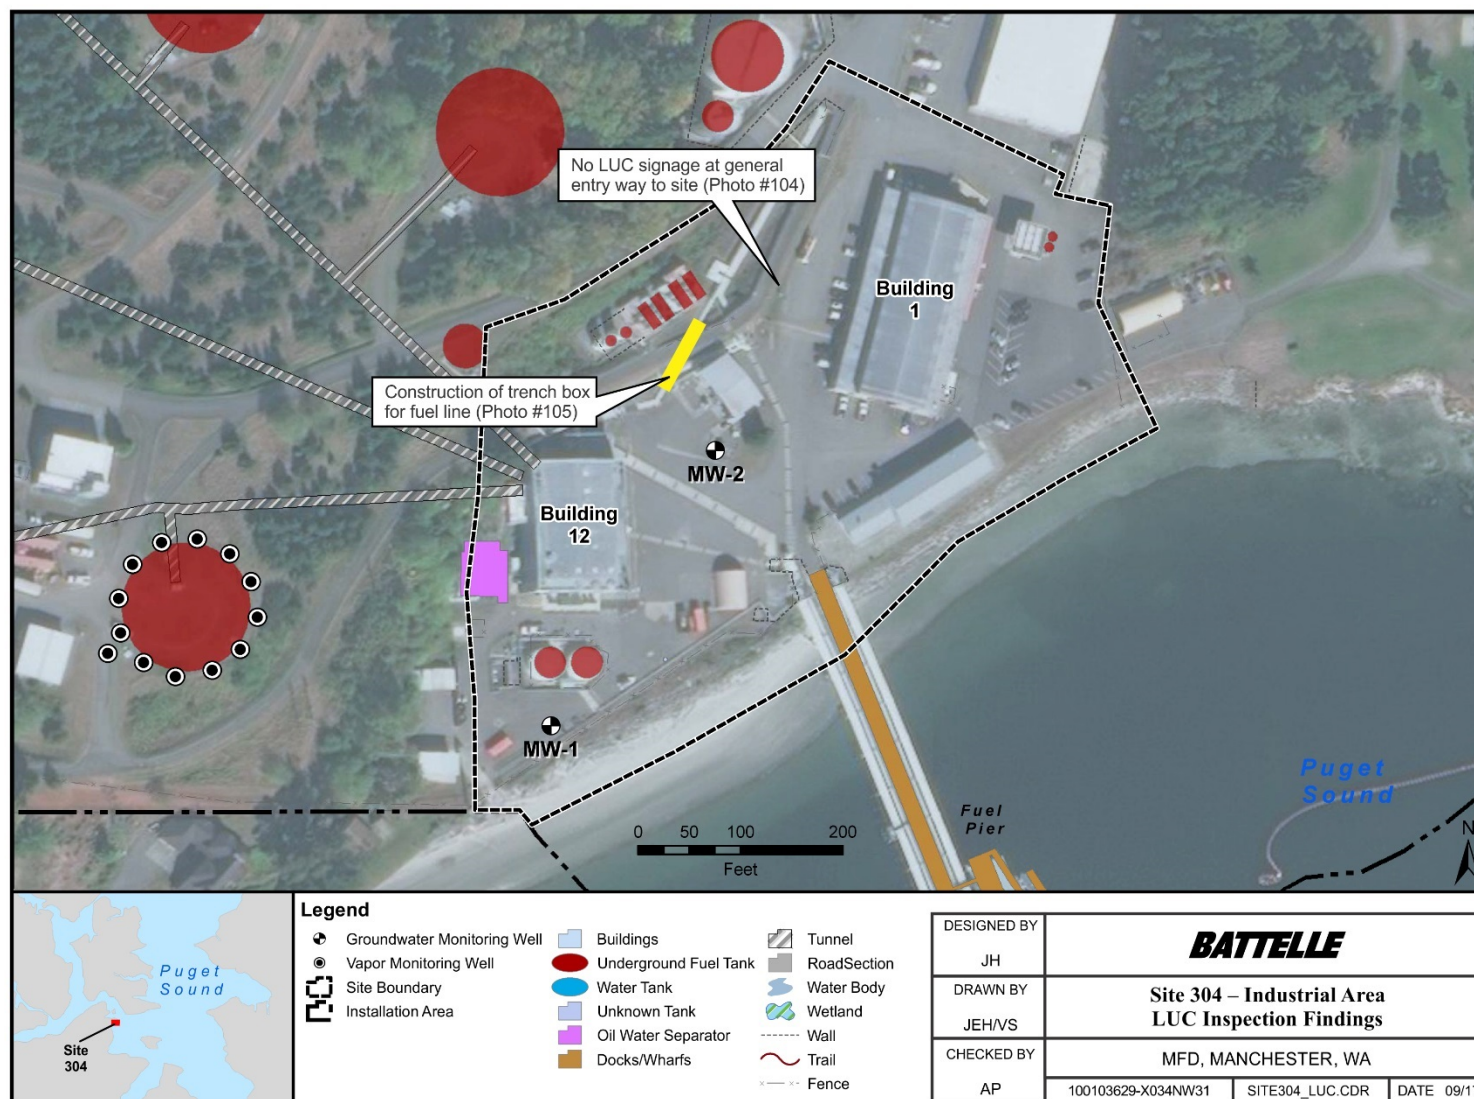 No LUC signage at general
entry way to site (Photo #104)
Building
1
Construction of trench box
for fuel line (Photo #105)
MW-2
Building
12
MW-1
Puget
Sound
Fuel
Pier
0 50 100 200
Feet
N
Puget
Sound
Site
304
Legend
Groundwater Monitoring Well
Vapor Monitoring Well
Site Boundary
Installation Area
Buildings
Underground Fuel Tank
Water Tank
Unknown Tank
Oil Water Separator
Docks/Wharfs
Tunnel
RoadSection
Water Body
Wetland
Wall
Trail
Fence
DESIGNED BY
JH
DRAWN BY
JEH/VS
CHECKED BY
AP
BATTELLE
Site 304 – Industrial Area
LUC Inspection Findings
MFD, MANCHESTER, WA
100103629-X034NW31 SITE304_LUC.CDR DATE